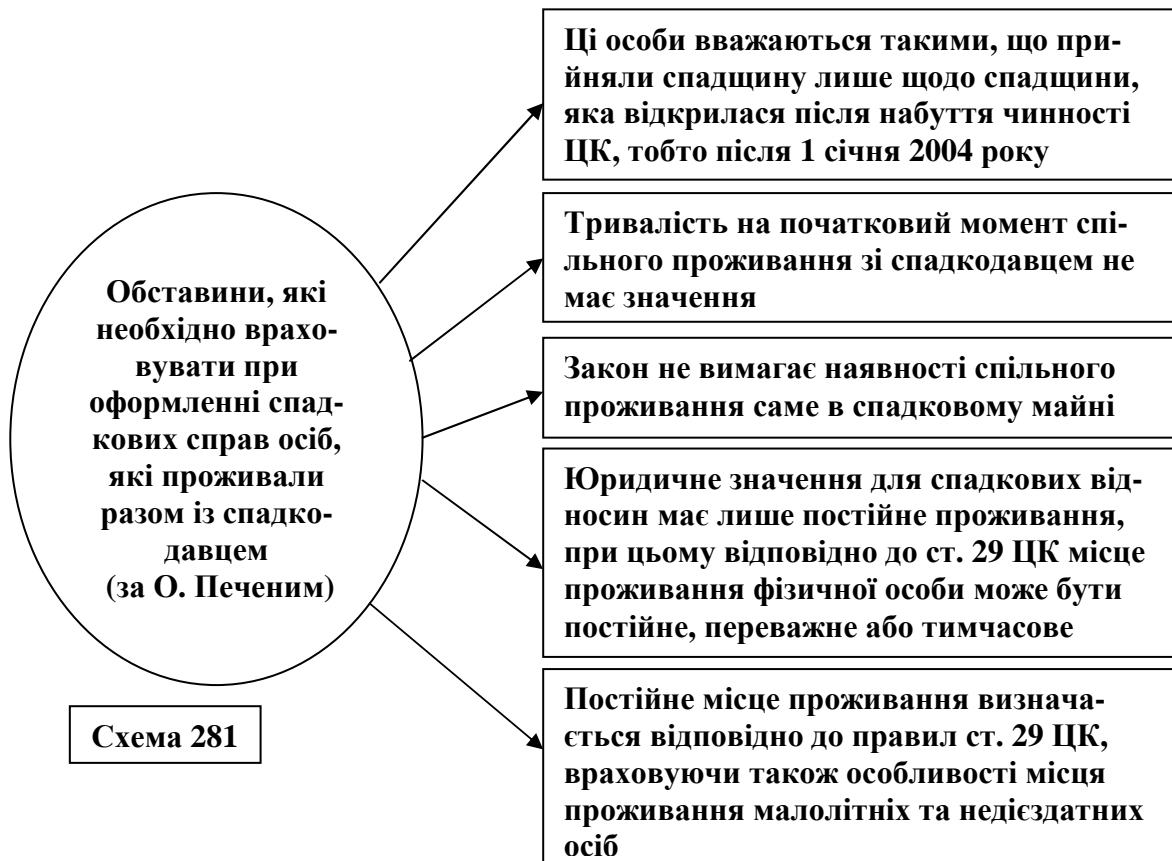 Обставини, які
необхідно врахо-
вувати при
оформленні спад-
кових справ осіб,
які проживали
разом із спадко-
давцем
(за О. Печеним)
Схема 281
Ці особи вважаються такими, що при-
йняли спадщину лише щодо спадщини,
яка відкрилася після набуття чинності
ЦК, тобто після 1 січня 2004 року
Тривалість на початковий момент спі-
льного проживання зі спадкодавцем не
має значення
Закон не вимагає наявності спільного
проживання саме в спадковому майні
Юридичне значення для спадкових від-
носин має лише постійне проживання,
при цьому відповідно до ст. 29 ЦК місце
проживання фізичної особи може бути
постійне, переважне або тимчасове
Постійне місце проживання визнача-
ється відповідно до правил ст. 29 ЦК,
враховуючи також особливості місця
проживання малолітніх та недієздатних
осіб